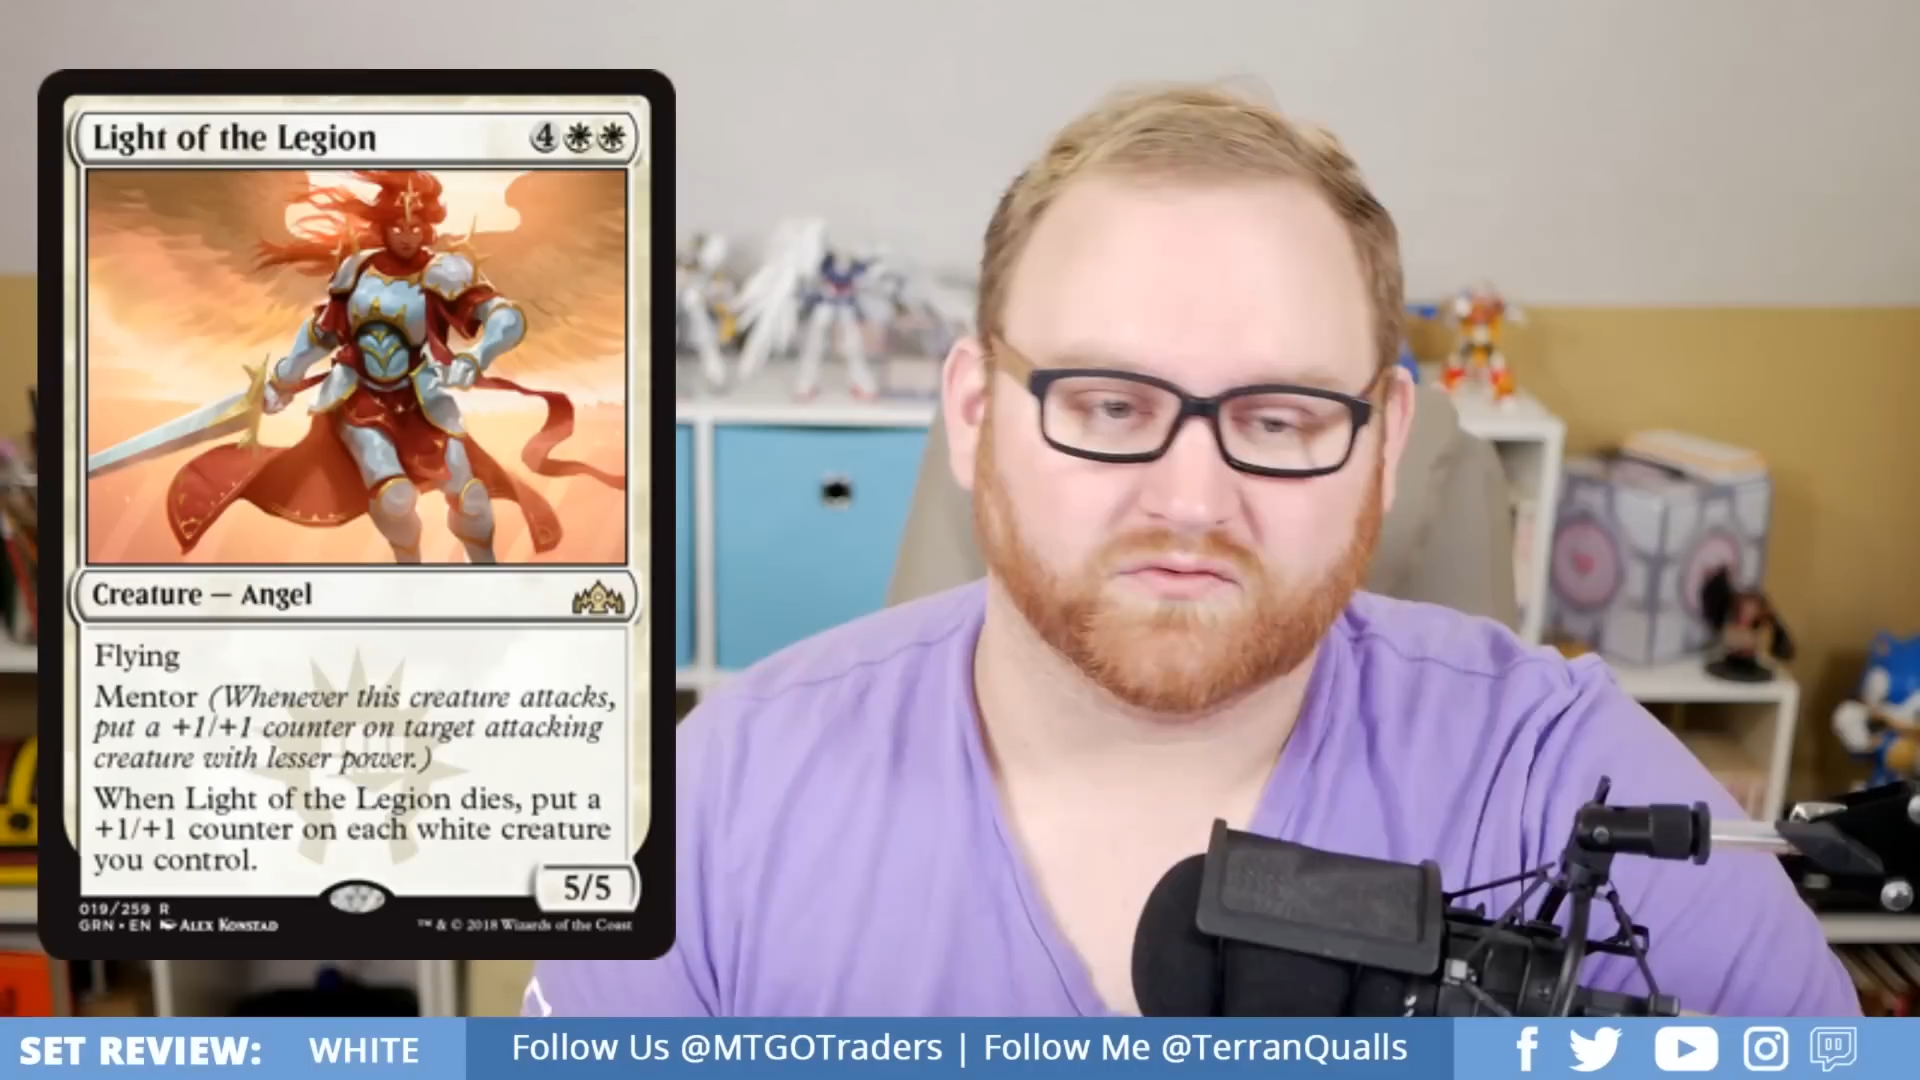 Light of the Legion 4
Creature — Angel
Flying
Mentor (Whenever this creature attacks,
put a +1/+1 counter on target attacking
creature with lesser power.)
When Light of the Legion dies, put a
+1/+1 counter on each white creature
you control.
5/5
019/259 R
GRN • EN ALEX KONSTAD
™ & © 2018 Wizards of the Coast
SET REVIEW: WHITE Follow Us @MTGOTraders | Follow Me @TerranQualls